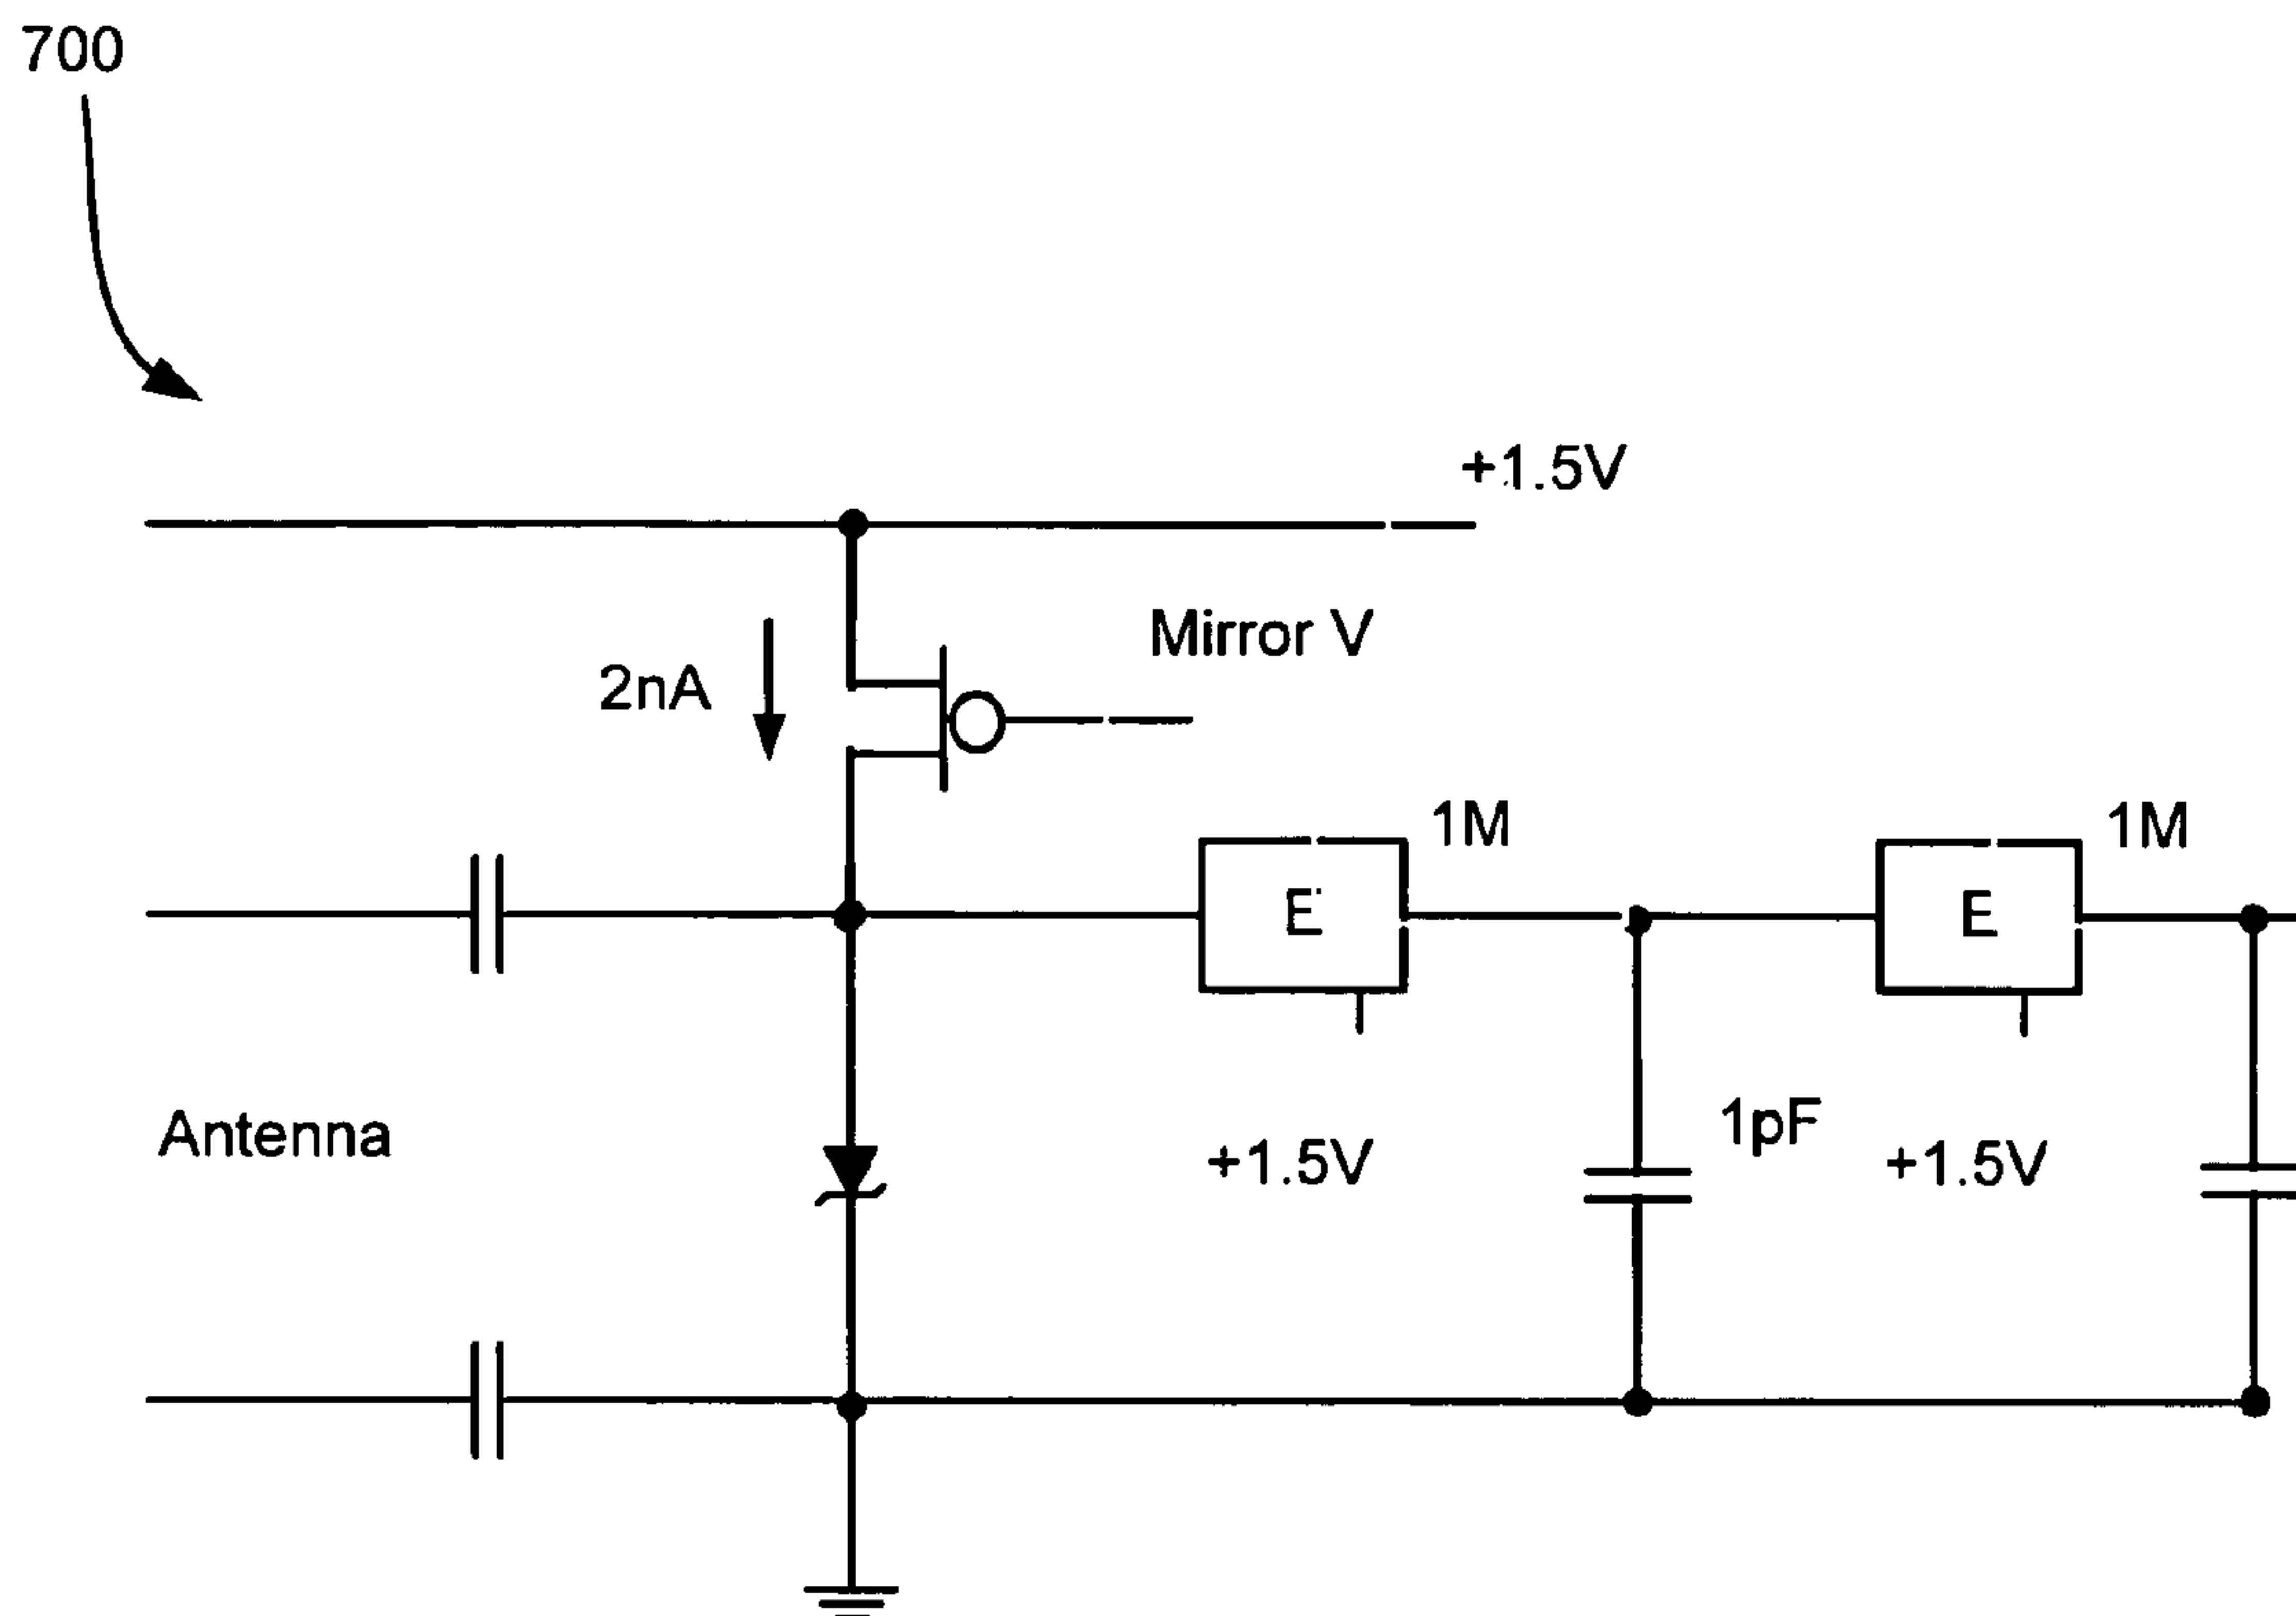 700
+1.5V
Mirror V
2nA
1M
1M
E
E
Antenna
1pF
+1.5V
+1.5V